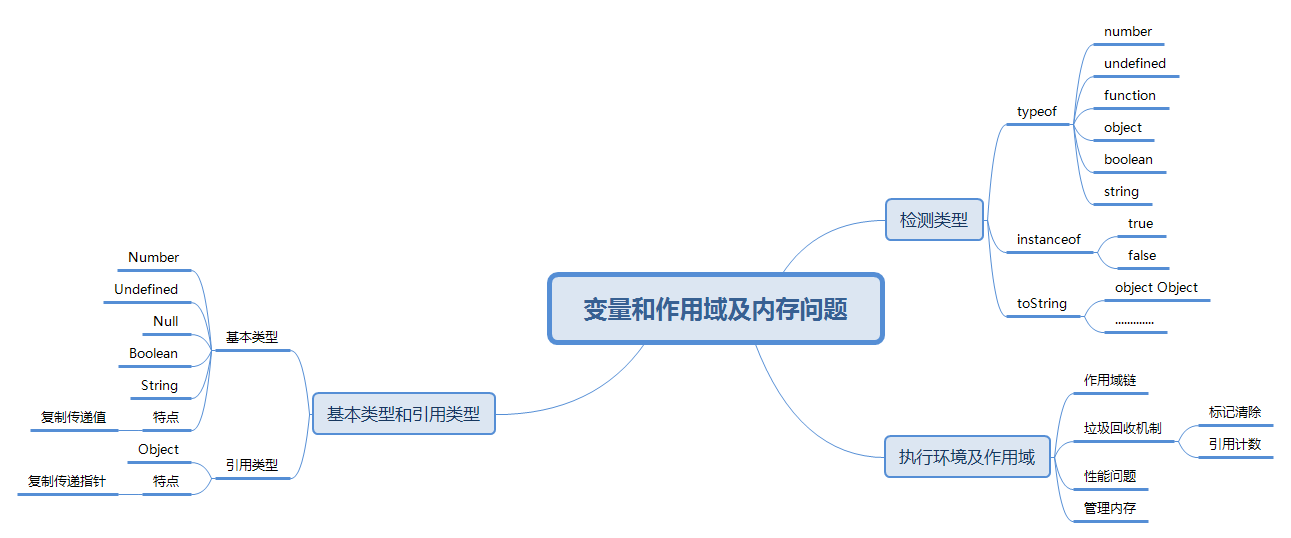 变量和作用域及内存问题
检测类型
typeof
number
undefined
function
object
boolean
string
instanceof
true
false
toString
object Object
.............
执行环境及作用域
作用域链
垃圾回收机制
标记清除
引用计数
性能问题
管理内存
基本类型和引用类型
基本类型
Number
Undefined
Null
Boolean
String
特点
复制传递值
引用类型
Object
特点
复制传递指针